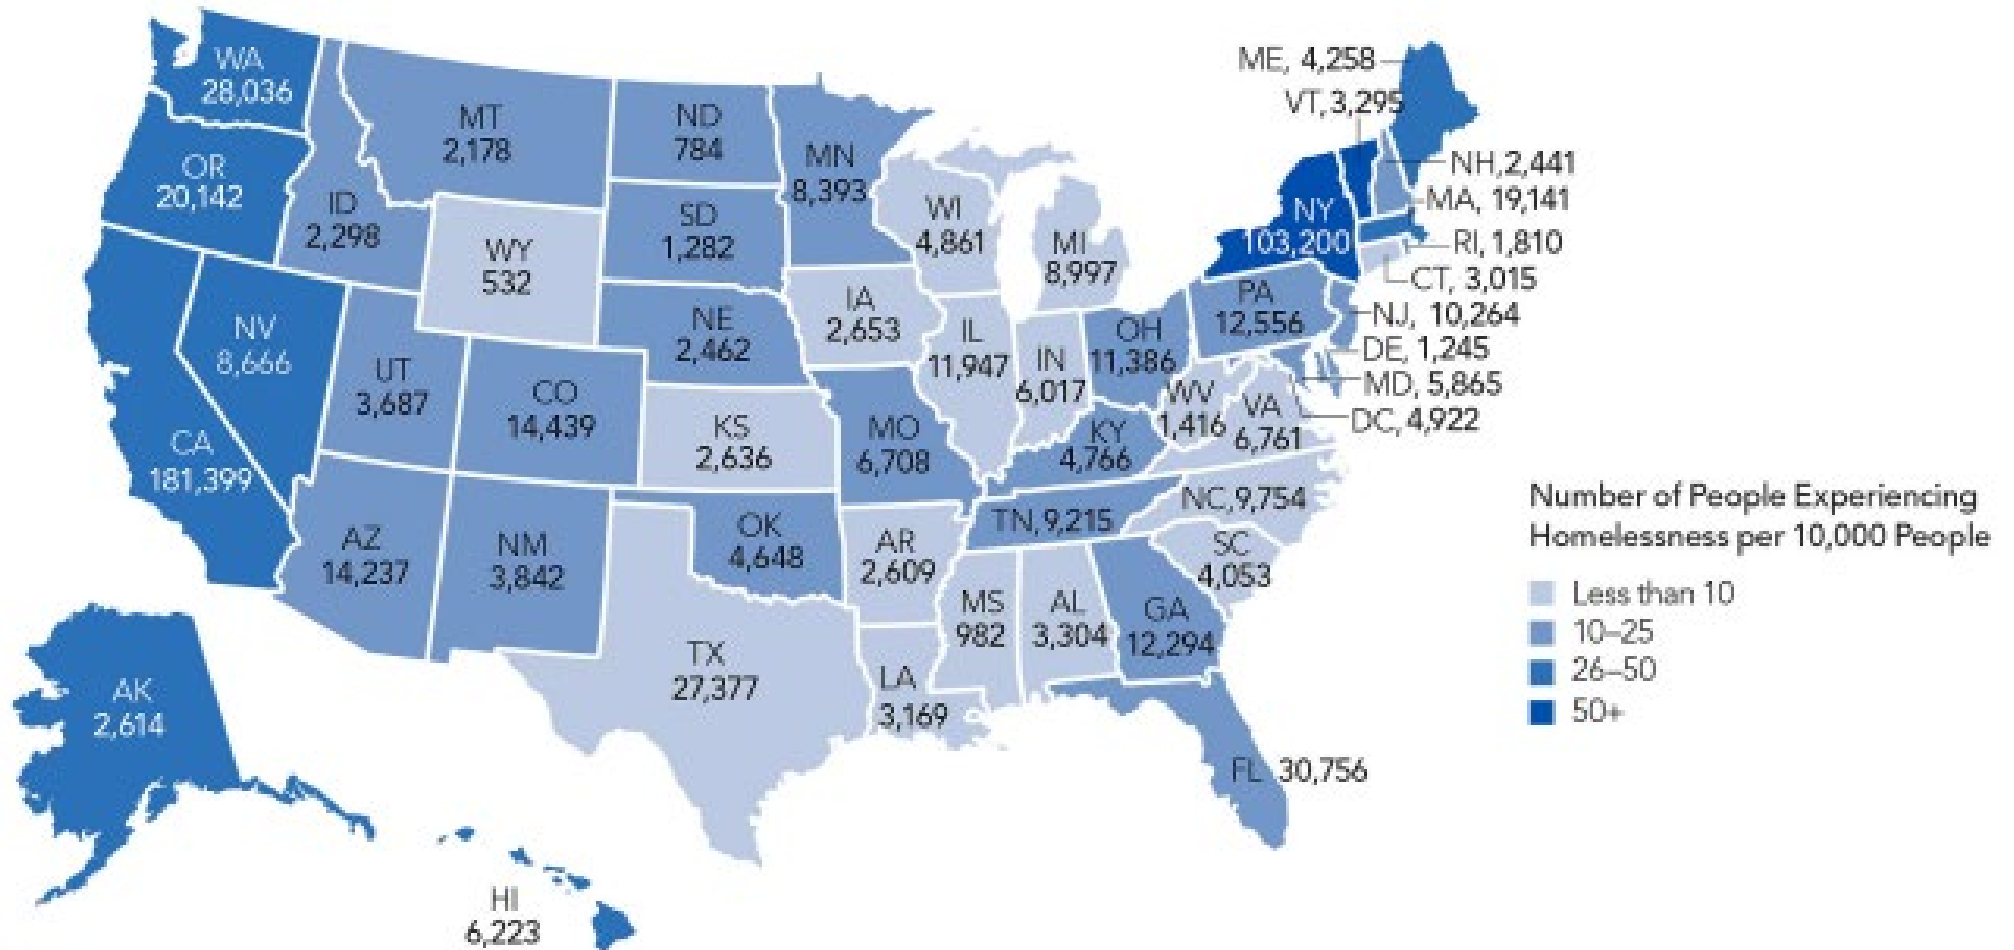 WA
28,036
OR
20,142
CA
181,399
NV
8,666
ID
2,298
MT
2,178
WY
532
UT
3,687
CO
14,439
AZ
14,237
NM
3,842
ND
784
SD
1,282
NE
2,462
KS
2,636
OK
4,648
TX
27,377
MN
8,393
IA
2,653
MO
6,708
AR
2,609
LA
3,169
WI
4,861
IL
11,947
MI
8,997
IN
6,017
OH
11,386
KY
4,766
TN, 9,215
MS
982
AL
3,304
GA
12,294
FL 30,756
SC
4,053
NC, 9,754
VA
6,761
WV
1,416
PA
12,556
NY
103,200
ME, 4,258
VT, 3,295
NH, 2,441
MA, 19,141
RI, 1,810
CT, 3,015
NJ, 10,264
DE, 1,245
MD, 5,865
DC, 4,922
AK
2,614
HI
6,223
Number of People Experiencing
Homelessness per 10,000 People
Less than 10
10–25
26–50
50+